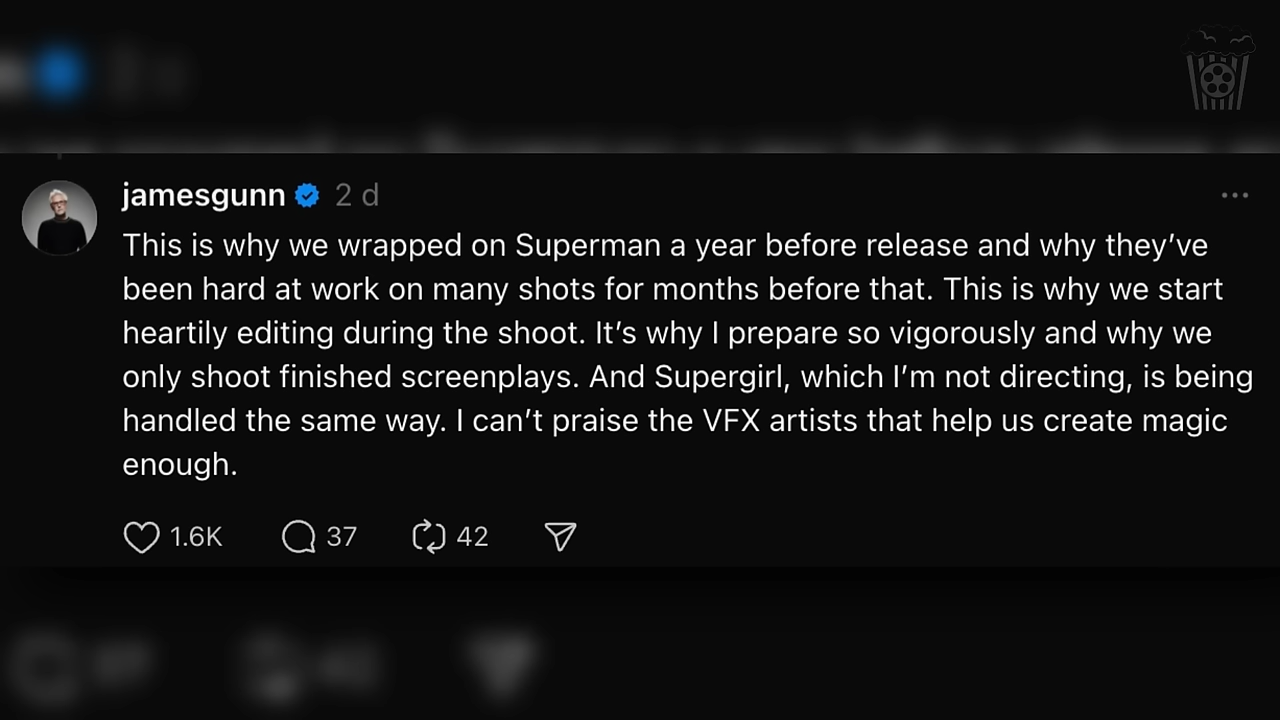 jamesgunn 2 d
This is why we wrapped on Superman a year before release and why they’ve
been hard at work on many shots for months before that. This is why we start
heartily editing during the shoot. It’s why I prepare so vigorously and why we
only shoot finished screenplays. And Supergirl, which I’m not directing, is being
handled the same way. I can’t praise the VFX artists that help us create magic
enough.
1.6K 37 42